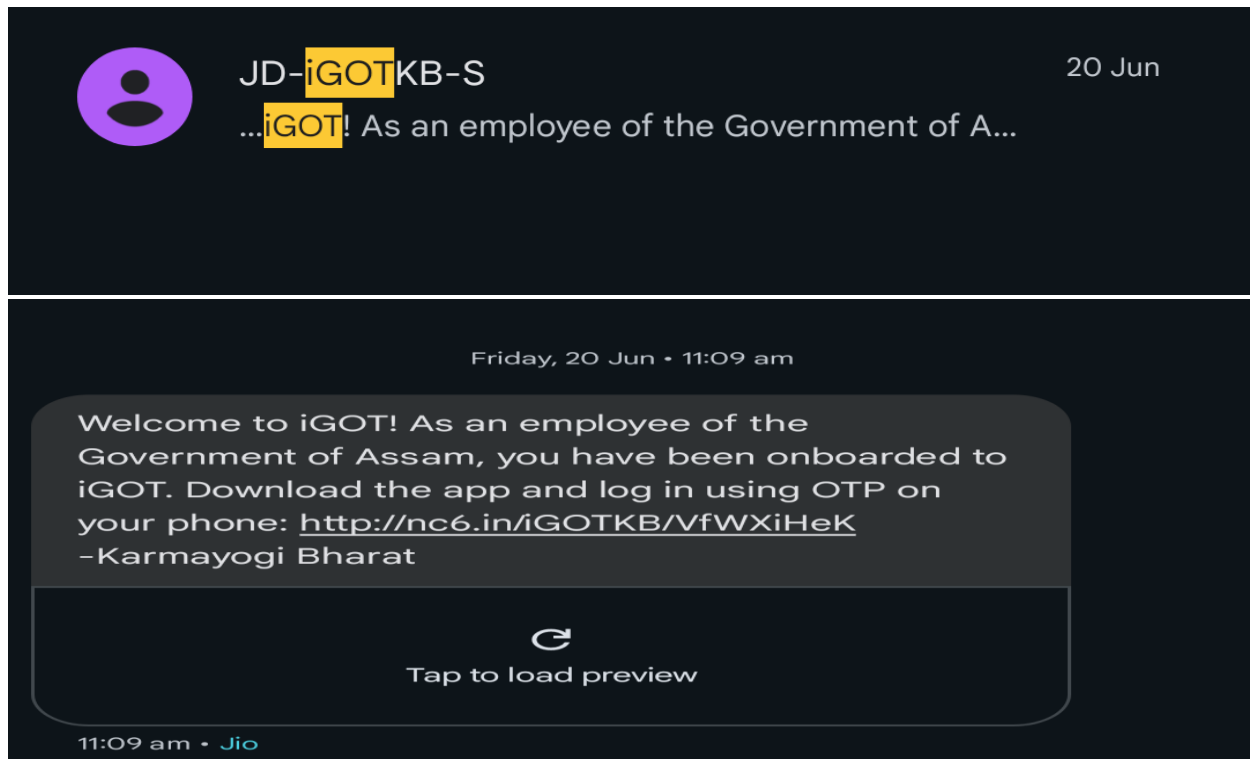 JD-iGOTKB-S
20 Jun
...iGOT! As an employee of the Government of A...
Friday, 20 Jun • 11:09 am
Welcome to iGOT! As an employee of the
Government of Assam, you have been onboarded to
iGOT. Download the app and log in using OTP on
your phone: http://nc6.in/iGOTKB/VfWXiHeK
-Karmayogi Bharat
Tap to load preview
11:09 am • Jio